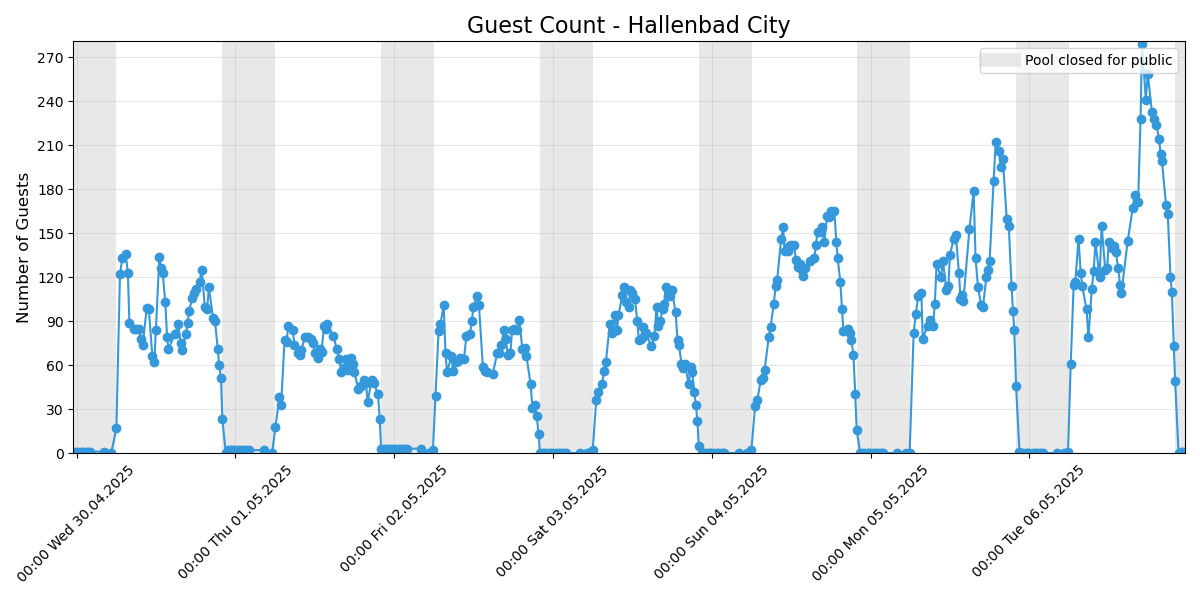 Guest Count - Hallenbad City
Pool closed for public
Number of Guests
270
240
210
180
150
120
90
60
30
0
00:00 Wed 30.04.2025
00:00 Thu 01.05.2025
00:00 Fri 02.05.2025
00:00 Sat 03.05.2025
00:00 Sun 04.05.2025
00:00 Mon 05.05.2025
00:00 Tue 06.05.2025